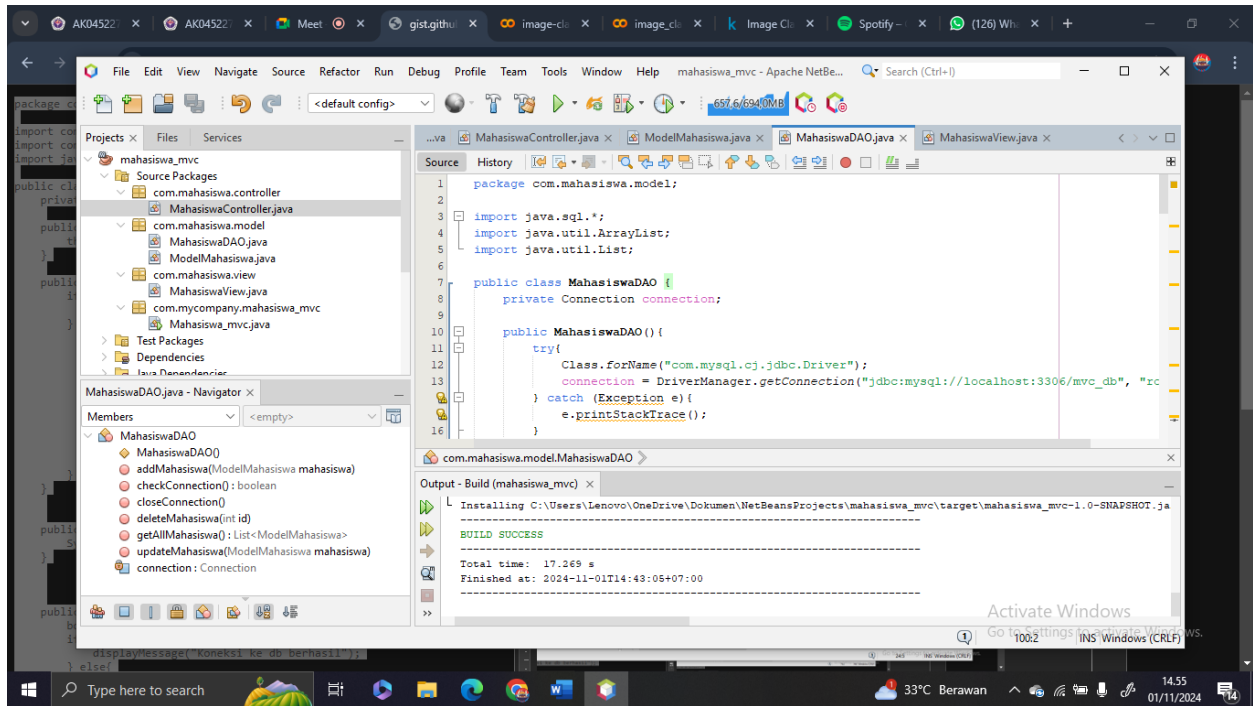 AK04522
AK04522
Meet
gist.githu
image-cla
image_cla
Image Cla
Spotify –
(126) Wha
File Edit View Navigate Source Refactor Run Debug Profile Team Tools Window Help mahasiswa_mvc - Apache NetBe... Search (Ctrl+I)
<default config>
657,6/694,0MB
Projects Files Services
mahasiswa_mvc
Source Packages
com.mahasiswa.controller
MahasiswaController.java
com.mahasiswa.model
MahasiswaDAO.java
ModelMahasiswa.java
com.mahasiswa.view
MahasiswaView.java
com.mycompany.mahasiswa_mvc
Mahasiswa_mvc.java
Test Packages
Dependencies
Java Dependencies
MahasiswaDAO.java - Navigator
Members <empty>
MahasiswaDAO
MahasiswaDAO()
addMahasiswa(ModelMahasiswa mahasiswa)
checkConnection() : boolean
closeConnection()
deleteMahasiswa(int id)
getAllMahasiswa() : List<ModelMahasiswa>
updateMahasiswa(ModelMahasiswa mahasiswa)
connection : Connection
...va MahasiswaController.java ModelMahasiswa.java MahasiswaDAO.java MahasiswaView.java
Source History
1 package com.mahasiswa.model;
2
3 import java.sql.*;
4 import java.util.ArrayList;
5 import java.util.List;
6
7 public class MahasiswaDAO {
8 private Connection connection;
9
10 public MahasiswaDAO(){
11 try{
12 Class.forName("com.mysql.cj.jdbc.Driver");
13 connection = DriverManager.getConnection("jdbc:mysql://localhost:3306/mvc_db", "ro
} catch (Exception e){
e.printStackTrace();
16 }
com.mahasiswa.model.MahasiswaDAO
Output - Build (mahasiswa_mvc)
Installing C:\Users\Lenovo\OneDrive\Dokumen\NetBeansProjects\mahasiswa_mvc\target\mahasiswa_mvc-1.0-SNAPSHOT.ja
------------------------------------------------------------------------
BUILD SUCCESS
------------------------------------------------------------------------
Total time: 17.269 s
Finished at: 2024-11-01T14:43:05+07:00
------------------------------------------------------------------------
Activate Windows
Go to Settings to activate Windows.
100:2 INS Windows (CRLF)
displayMessage("Koneksi ke db berhasil");
} else{
Type here to search
33°C Berawan
14.55
01/11/2024
14